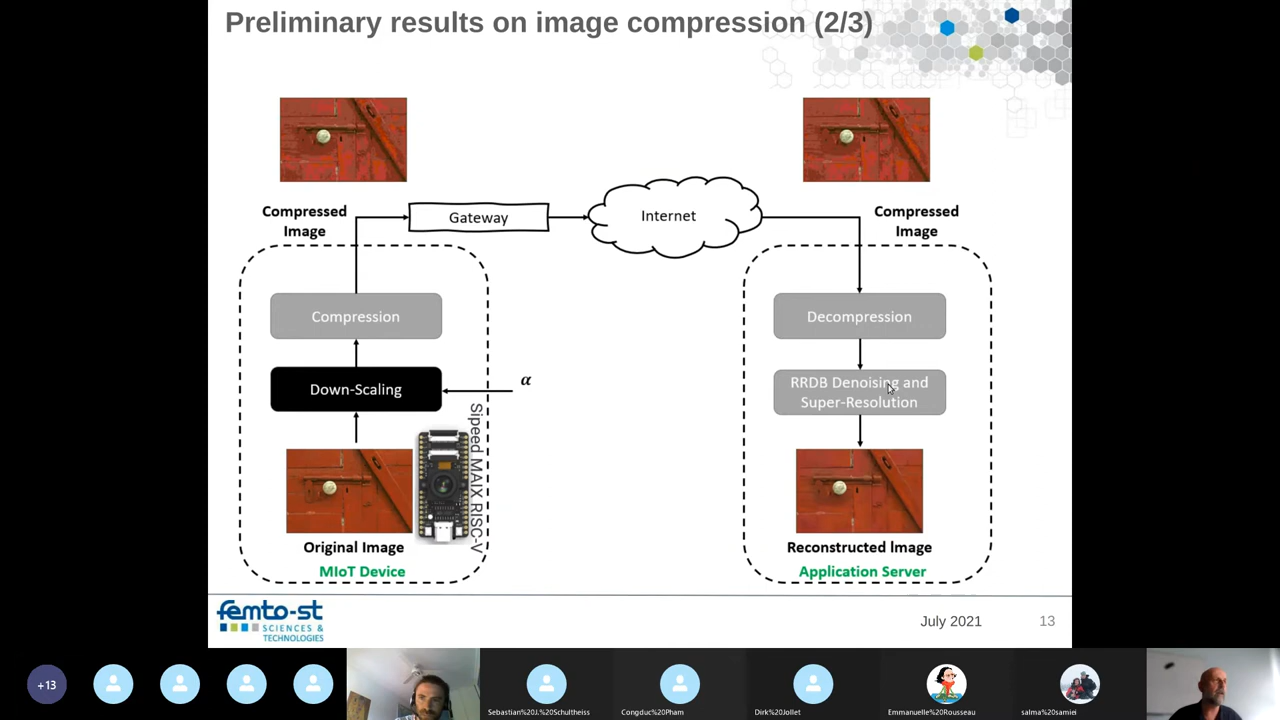 Preliminary results on image compression (2/3)
Compressed
Image
Gateway
Internet
Compressed
Image
Compression
Decompression
Down-Scaling
α
RRDB Denoising and
Super-Resolution
Sipeed MAIX RISC-V
Original Image
MIoT Device
Reconstructed Image
Application Server
femto-st
SCIENCES &
TECHNOLOGIES
July 2021
13
+13
Sebastian%20J.%20Schultheiss
Congduc%20Pham
Dirk%20Jollet
Emmanuelle%20Rousseau
salma%20samiei